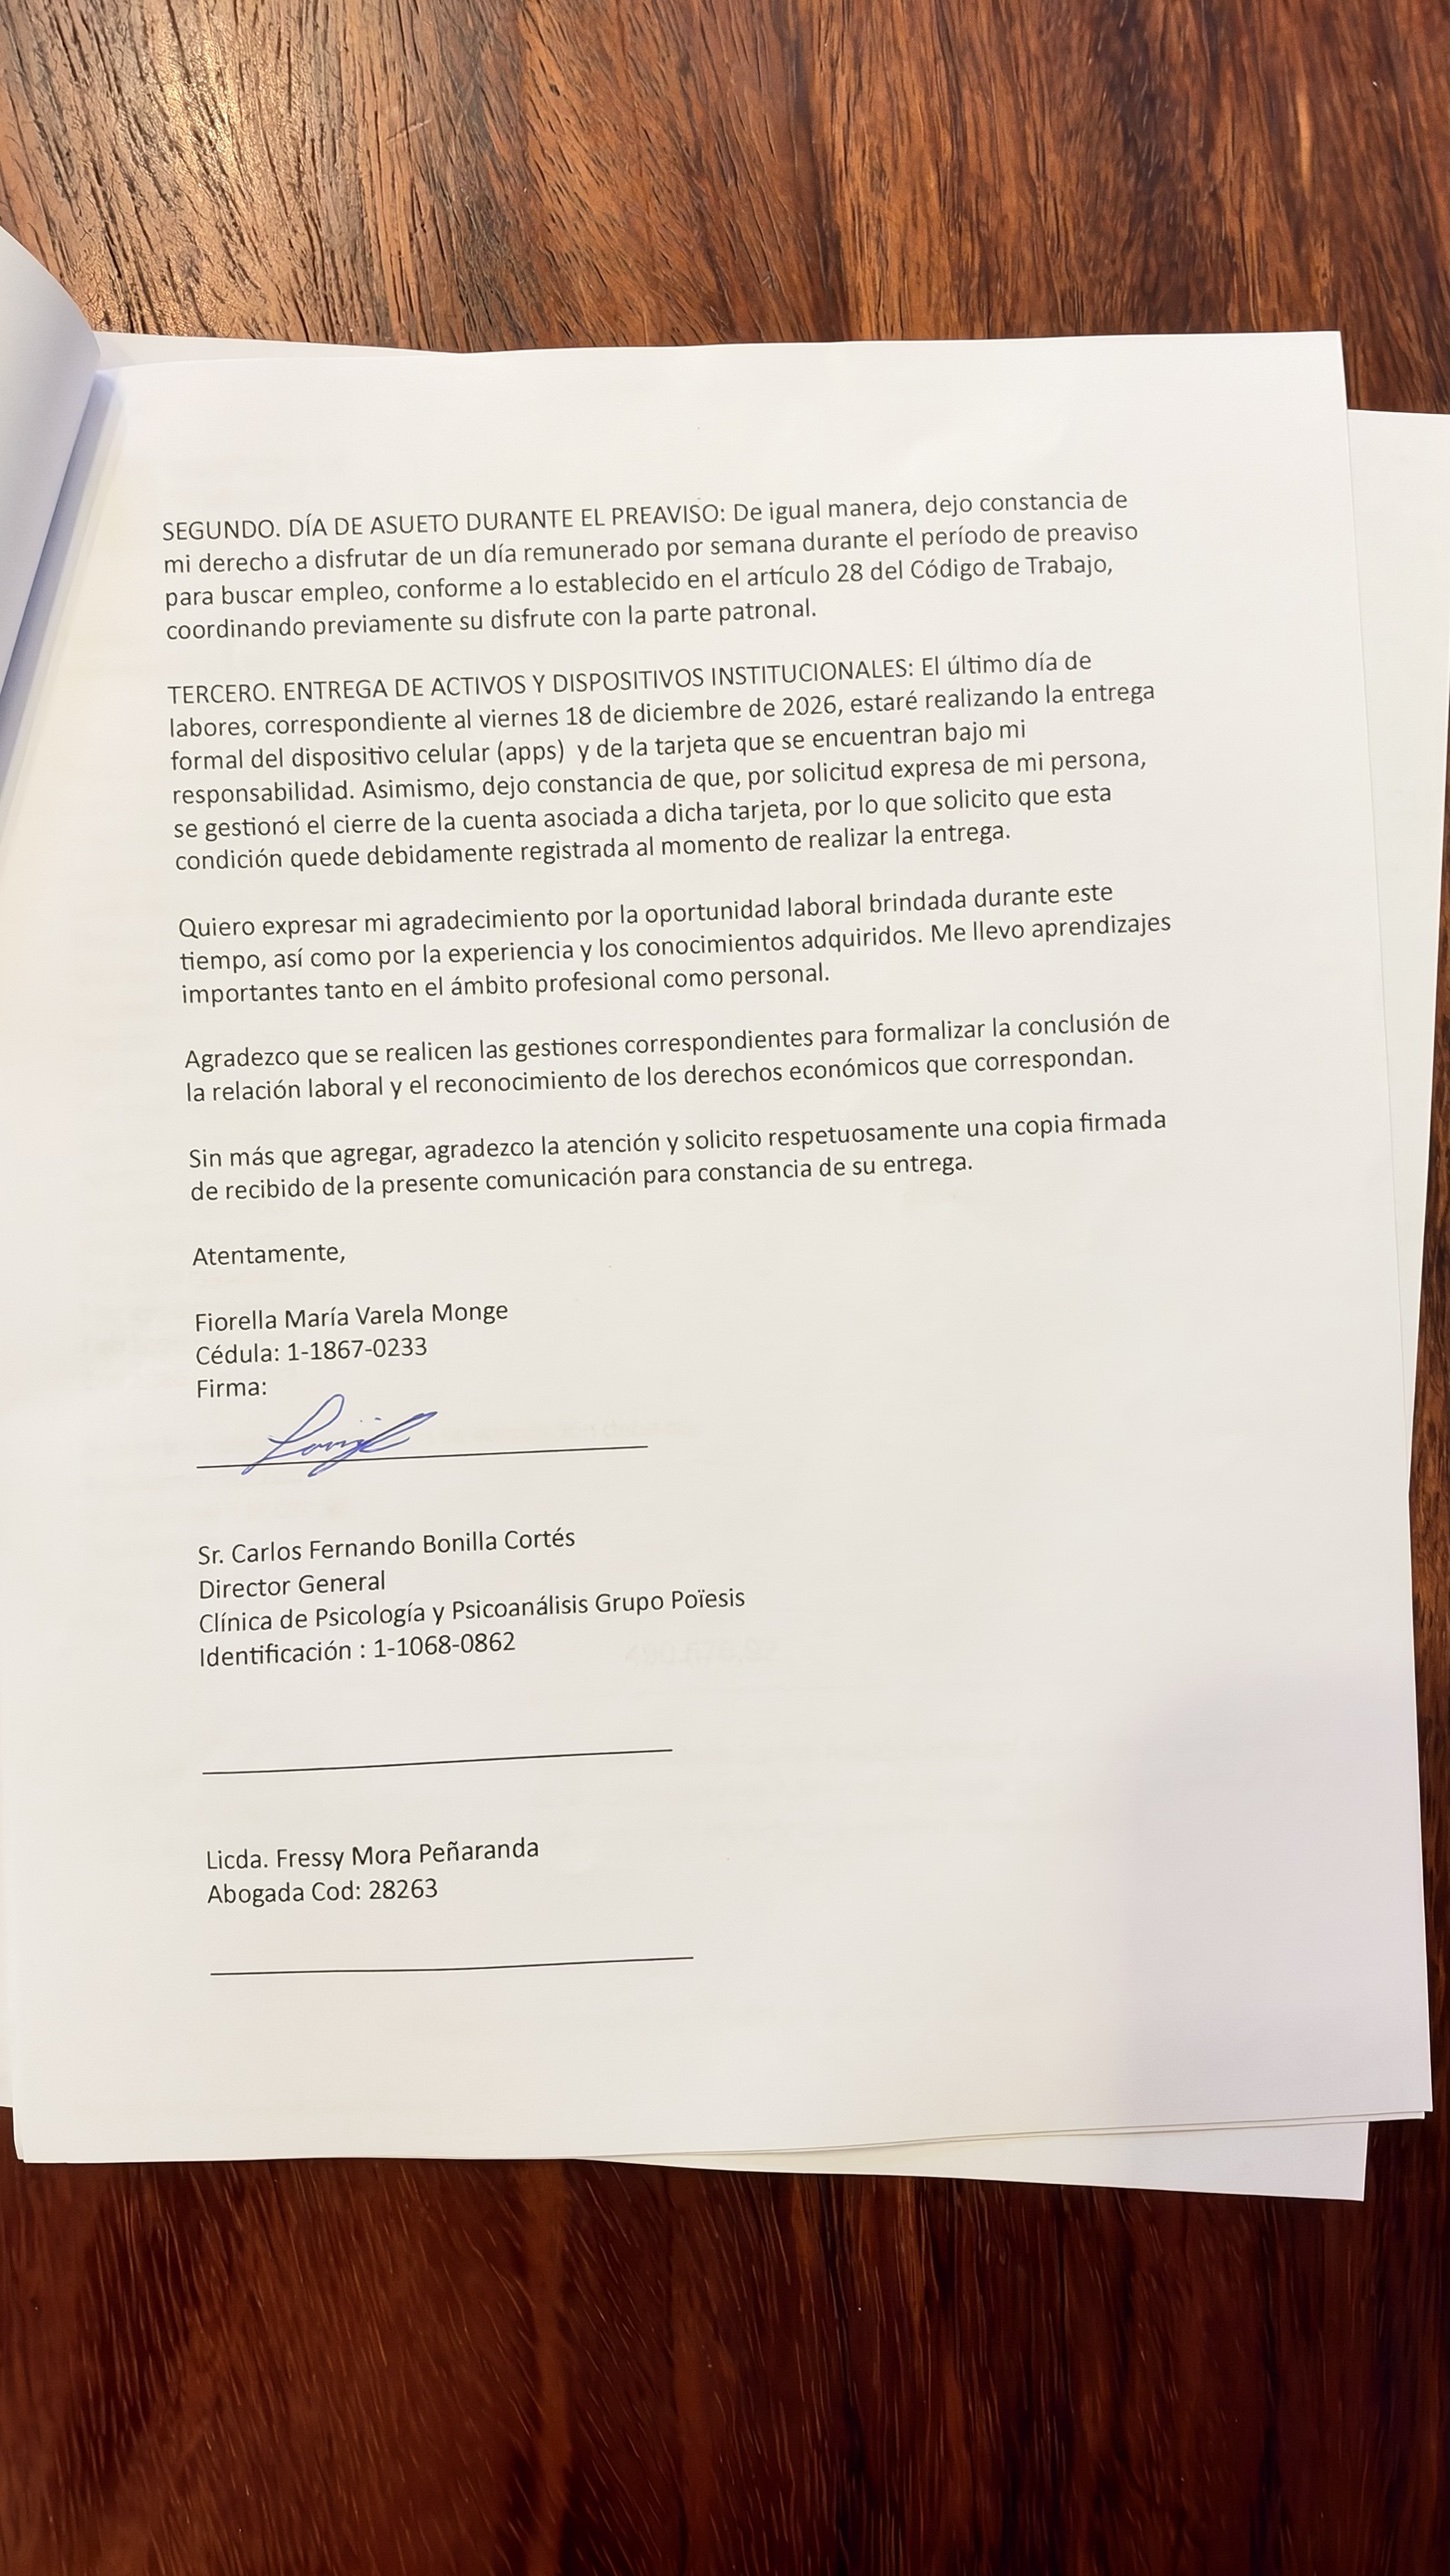 SEGUNDO. DÍA DE ASUETO DURANTE EL PREAVISO: De igual manera, dejo constancia de
mi derecho a disfrutar de un día remunerado por semana durante el período de preaviso
para buscar empleo, conforme a lo establecido en el artículo 28 del Código de Trabajo,
coordinando previamente su disfrute con la parte patronal.
TERCERO. ENTREGA DE ACTIVOS Y DISPOSITIVOS INSTITUCIONALES: El último día de
labores, correspondiente al viernes 18 de diciembre de 2026, estaré realizando la entrega
formal del dispositivo celular (apps)  y de la tarjeta que se encuentran bajo mi
responsabilidad. Asimismo, dejo constancia de que, por solicitud expresa de mi persona,
se gestionó el cierre de la cuenta asociada a dicha tarjeta, por lo que solicito que esta
condición quede debidamente registrada al momento de realizar la entrega.
Quiero expresar mi agradecimiento por la oportunidad laboral brindada durante este
tiempo, así como por la experiencia y los conocimientos adquiridos. Me llevo aprendizajes
importantes tanto en el ámbito profesional como personal.
Agradezco que se realicen las gestiones correspondientes para formalizar la conclusión de
la relación laboral y el reconocimiento de los derechos económicos que correspondan.
Sin más que agregar, agradezco la atención y solicito respetuosamente una copia firmada
de recibido de la presente comunicación para constancia de su entrega.
Atentamente,
Fiorella María Varela Monge
Cédula: 1-1867-0233
Firma:
Sr. Carlos Fernando Bonilla Cortés
Director General
Clínica de Psicología y Psicoanálisis Grupo Poïesis
Identificación : 1-1068-0862
Licda. Fressy Mora Peñaranda
Abogada Cod: 28263